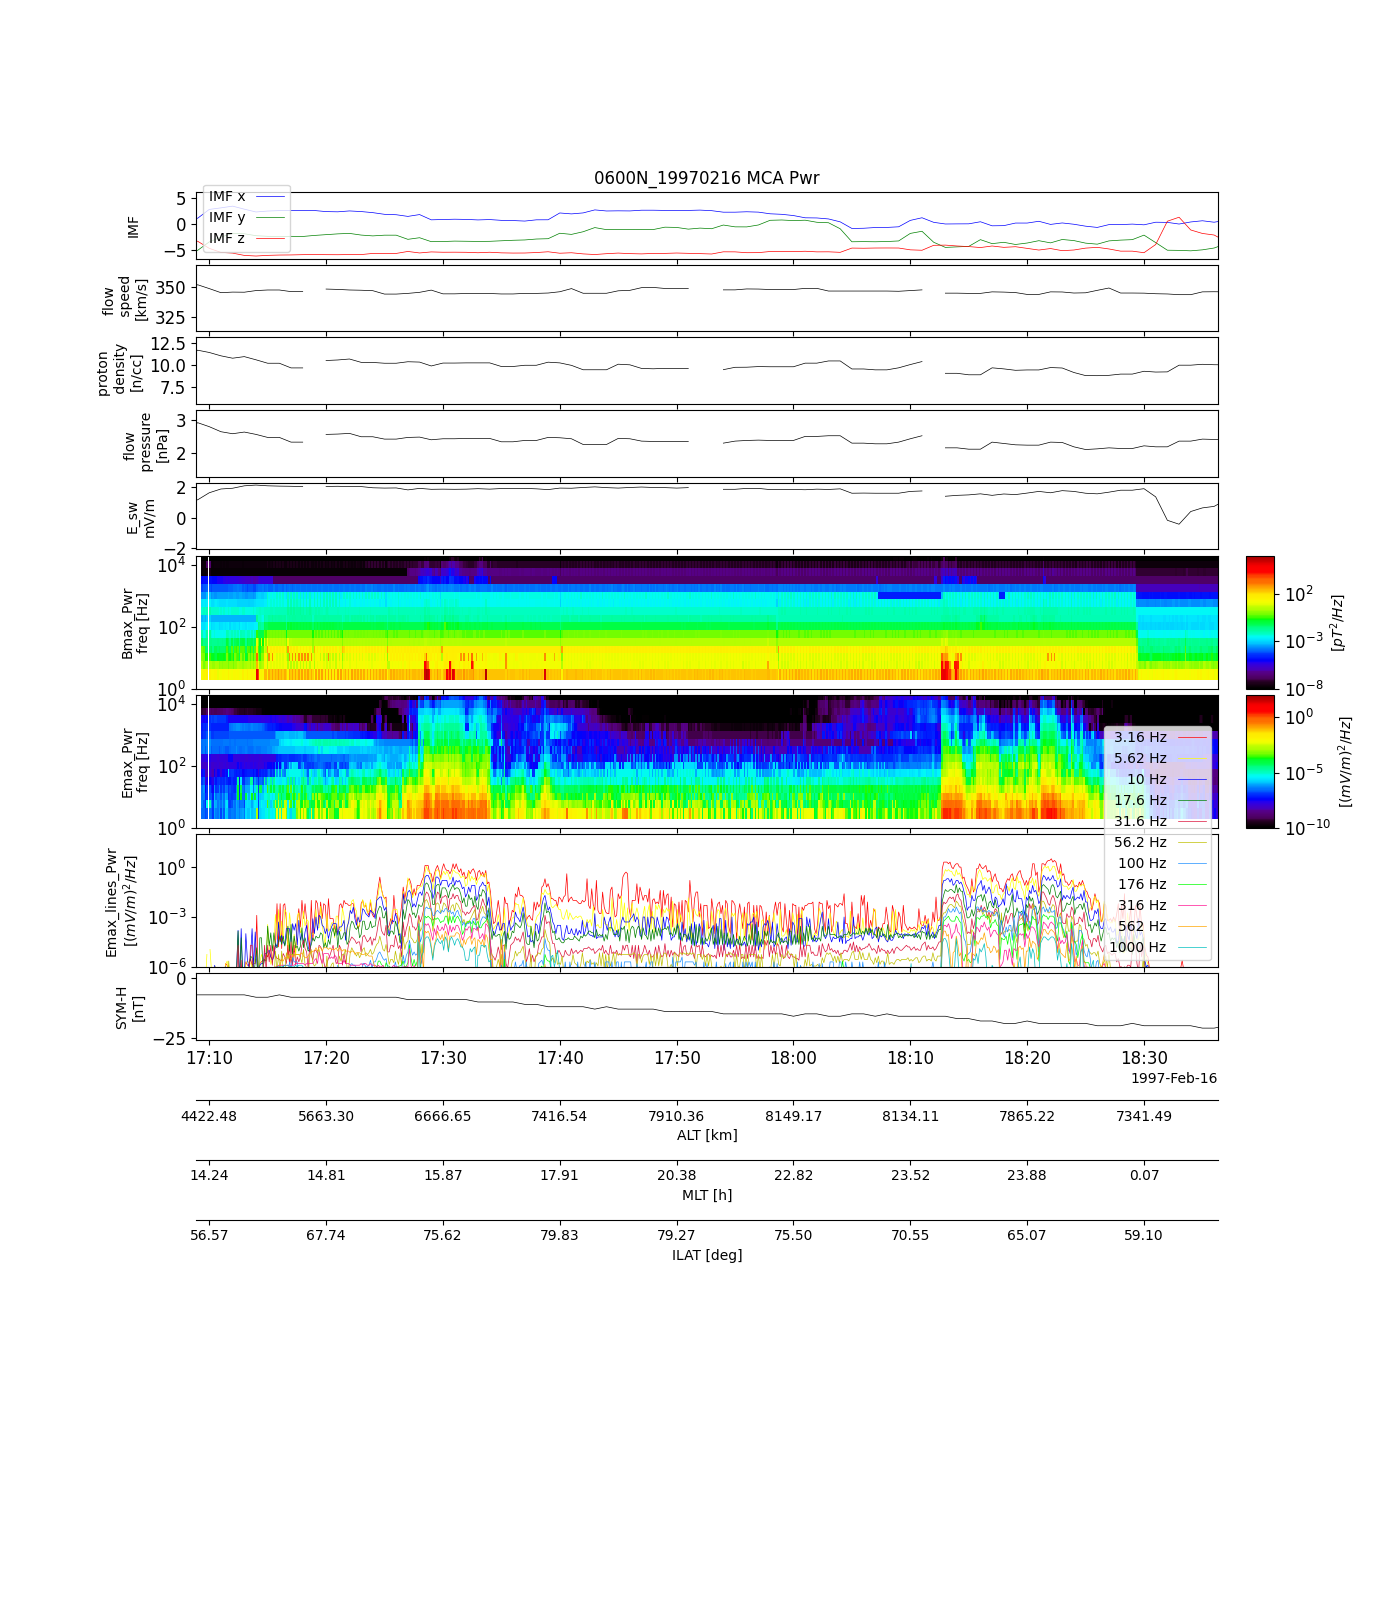 0600N_19970216 MCA Pwr
IMF
5
0
−5
IMF x
IMF y
IMF z
flow
speed
[km/s]
350
325
proton
density
[n/cc]
12.5
10.0
7.5
flow
pressure
[nPa]
3
2
E_sw
mV/m
2
0
−2
Bmax_Pwr
freq [Hz]
10^4
10^2
10^0
10^2
10^−3
10^−8
[pT^2/Hz]
Emax_Pwr
freq [Hz]
10^4
10^2
10^0
10^0
10^−5
10^−10
[(mV/m)^2/Hz]
3.16 Hz
5.62 Hz
10 Hz
17.6 Hz
31.6 Hz
56.2 Hz
100 Hz
176 Hz
316 Hz
562 Hz
1000 Hz
Emax_lines_Pwr
[(mV/m)^2/Hz]
10^0
10^−3
10^−6
SYM-H
[nT]
0
−25
17:10 17:20 17:30 17:40 17:50 18:00 18:10 18:20 18:30
1997-Feb-16
4422.48 5663.30 6666.65 7416.54 7910.36 8149.17 8134.11 7865.22 7341.49
ALT [km]
14.24 14.81 15.87 17.91 20.38 22.82 23.52 23.88 0.07
MLT [h]
56.57 67.74 75.62 79.83 79.27 75.50 70.55 65.07 59.10
ILAT [deg]